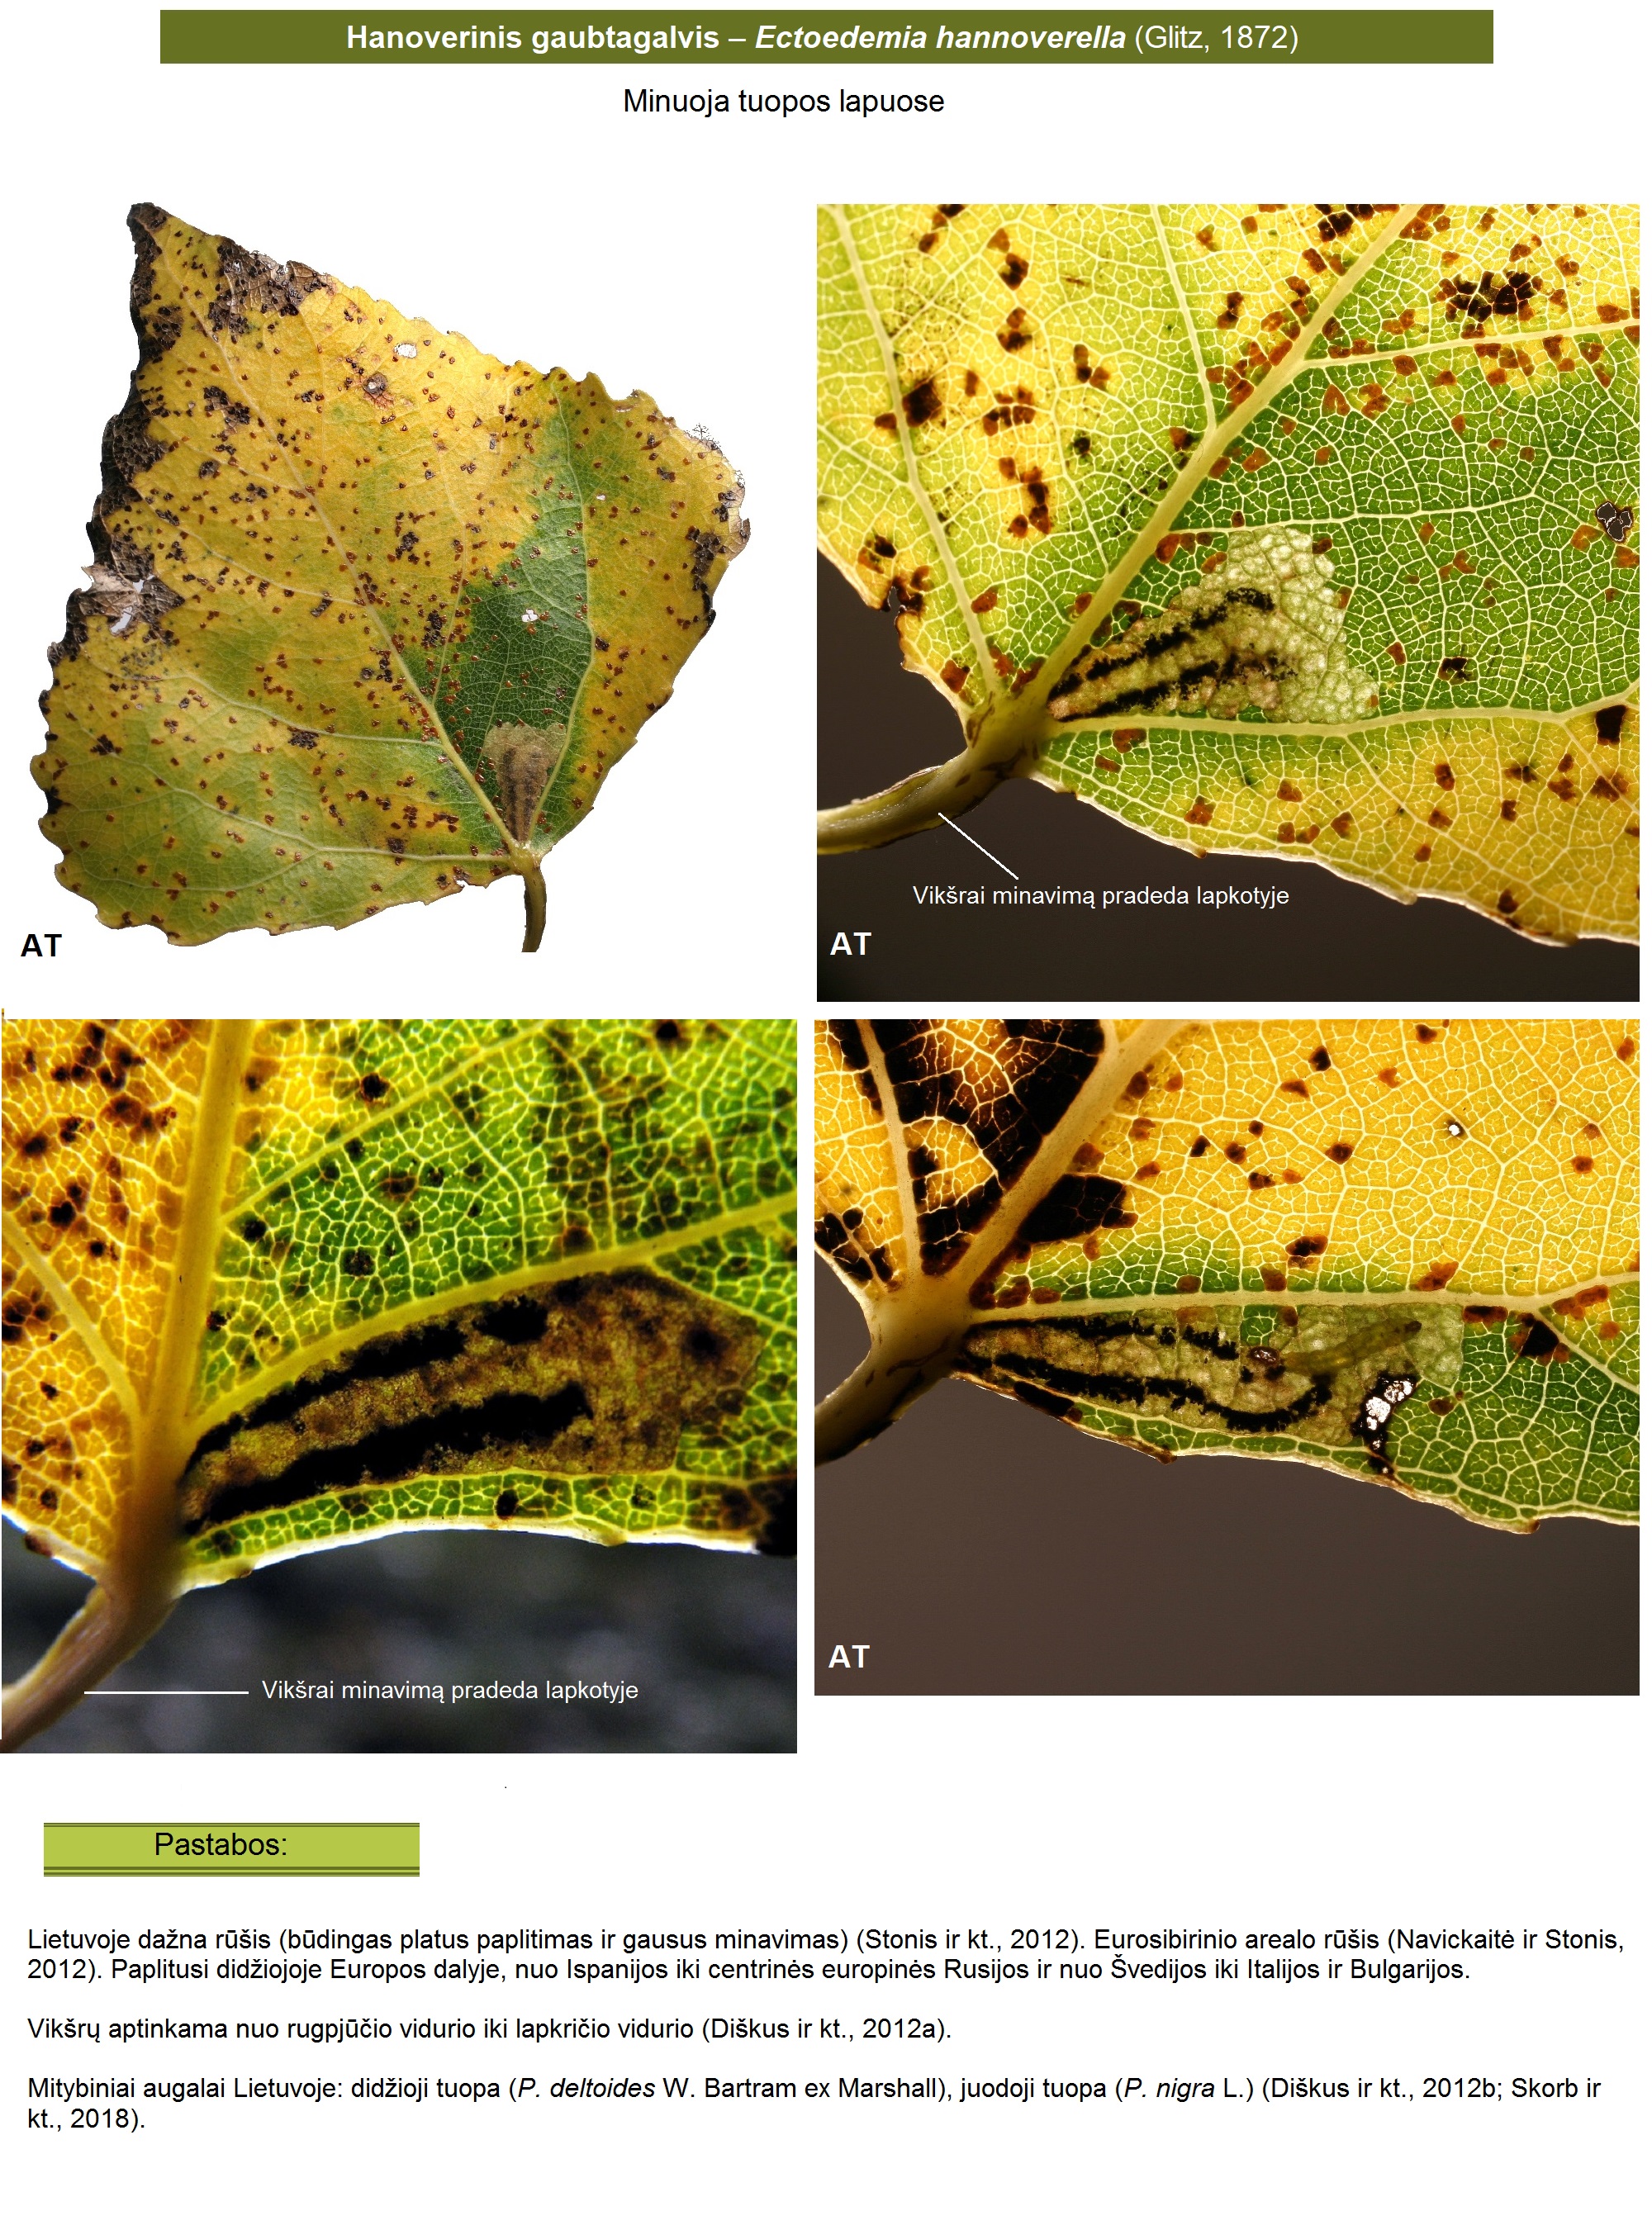 Hanoverinis gaubtagalvis – Ectoedemia hannoverella (Glitz, 1872)
Minuoja tuopos lapuose
AT
Vikšrai minavimą pradeda lapkotyje
AT
Vikšrai minavimą pradeda lapkotyje
AT
Pastabos:
Lietuvoje dažna rūšis (būdingas platus paplitimas ir gausus minavimas) (Stonis ir kt., 2012). Eurosibirinio arealo rūšis (Navickaitė ir Stonis,
2012). Paplitusi didžiojoje Europos dalyje, nuo Ispanijos iki centrinės europinės Rusijos ir nuo Švedijos iki Italijos ir Bulgarijos.
Vikšrų aptinkama nuo rugpjūčio vidurio iki lapkričio vidurio (Diškus ir kt., 2012a).
Mitybiniai augalai Lietuvoje: didžioji tuopa (P. deltoides W. Bartram ex Marshall), juodoji tuopa (P. nigra L.) (Diškus ir kt., 2012b; Skorb ir
kt., 2018).